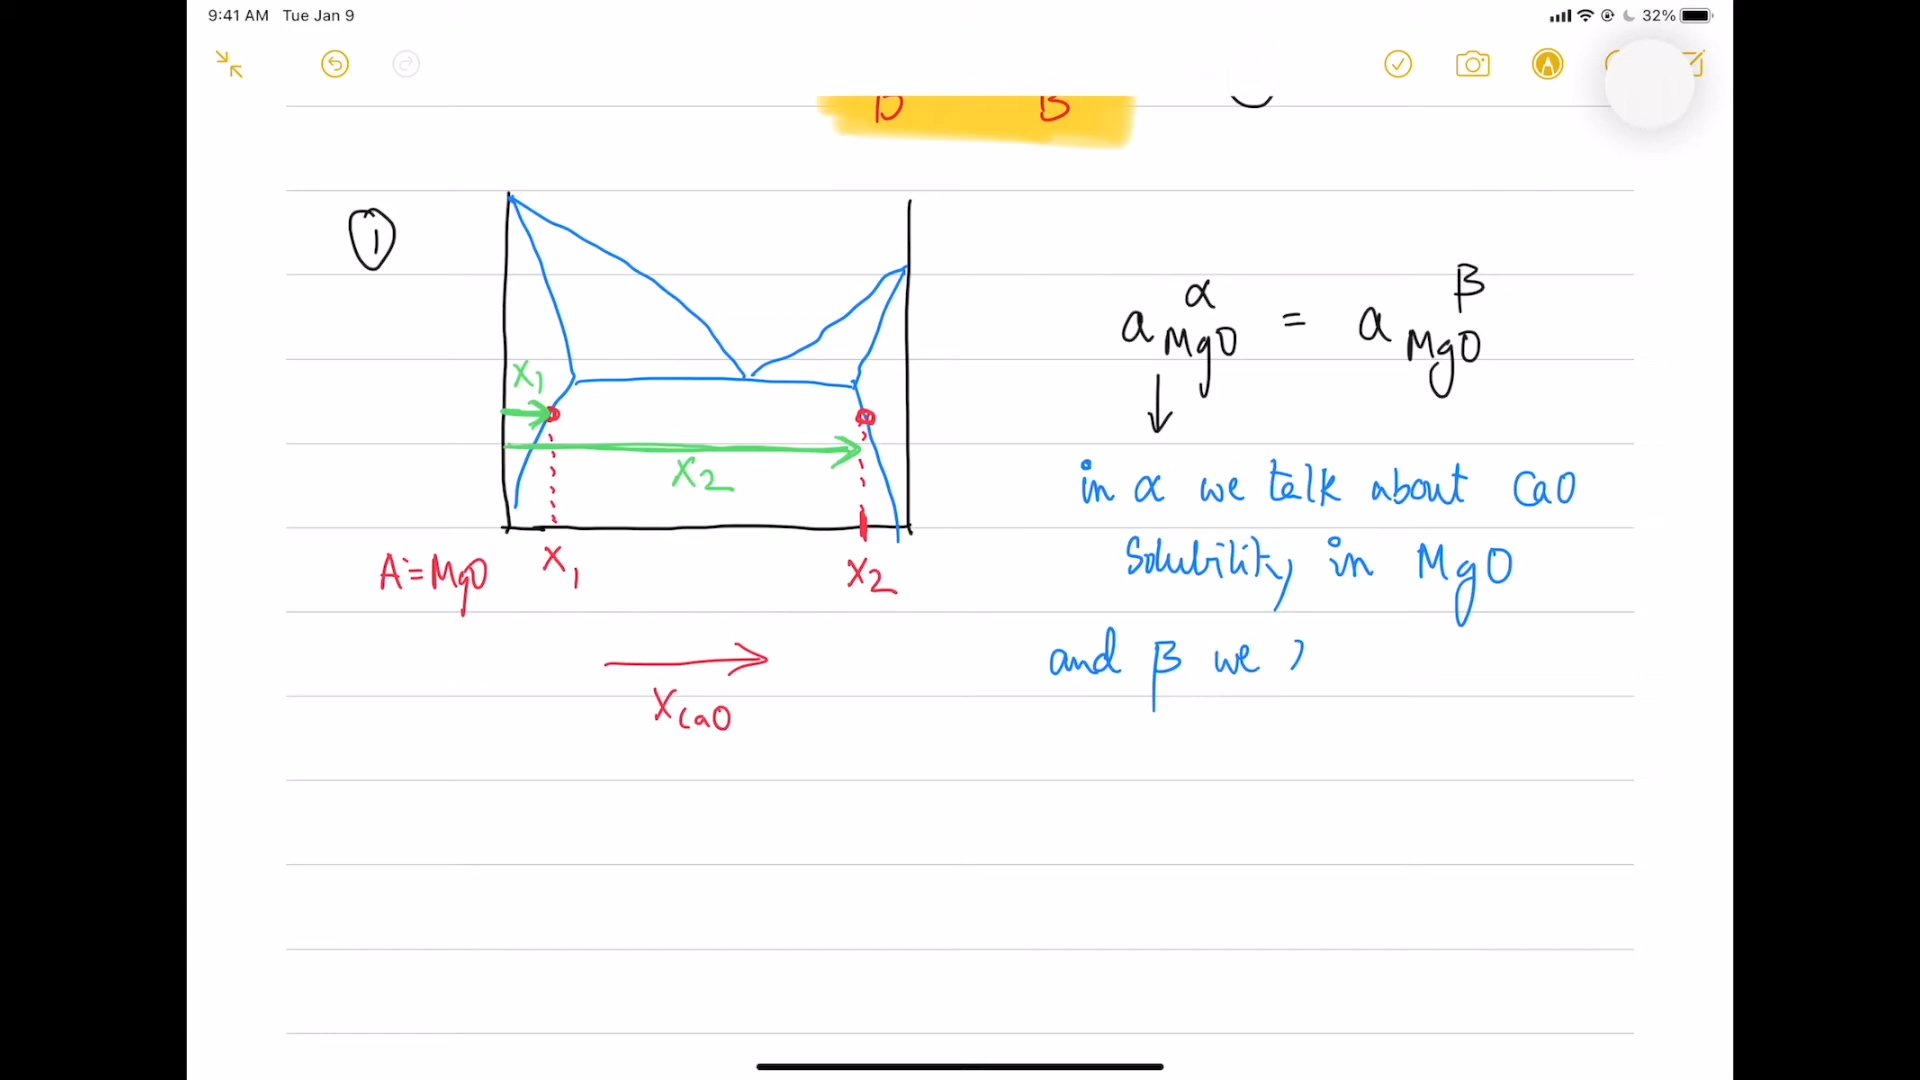 9:41 AM Tue Jan 9
32%
B B
1
a α MgO = a β MgO
X1
X2
in α we talk about CaO
Solubility in MgO
A = MgO X1 X2
and β we
XCaO